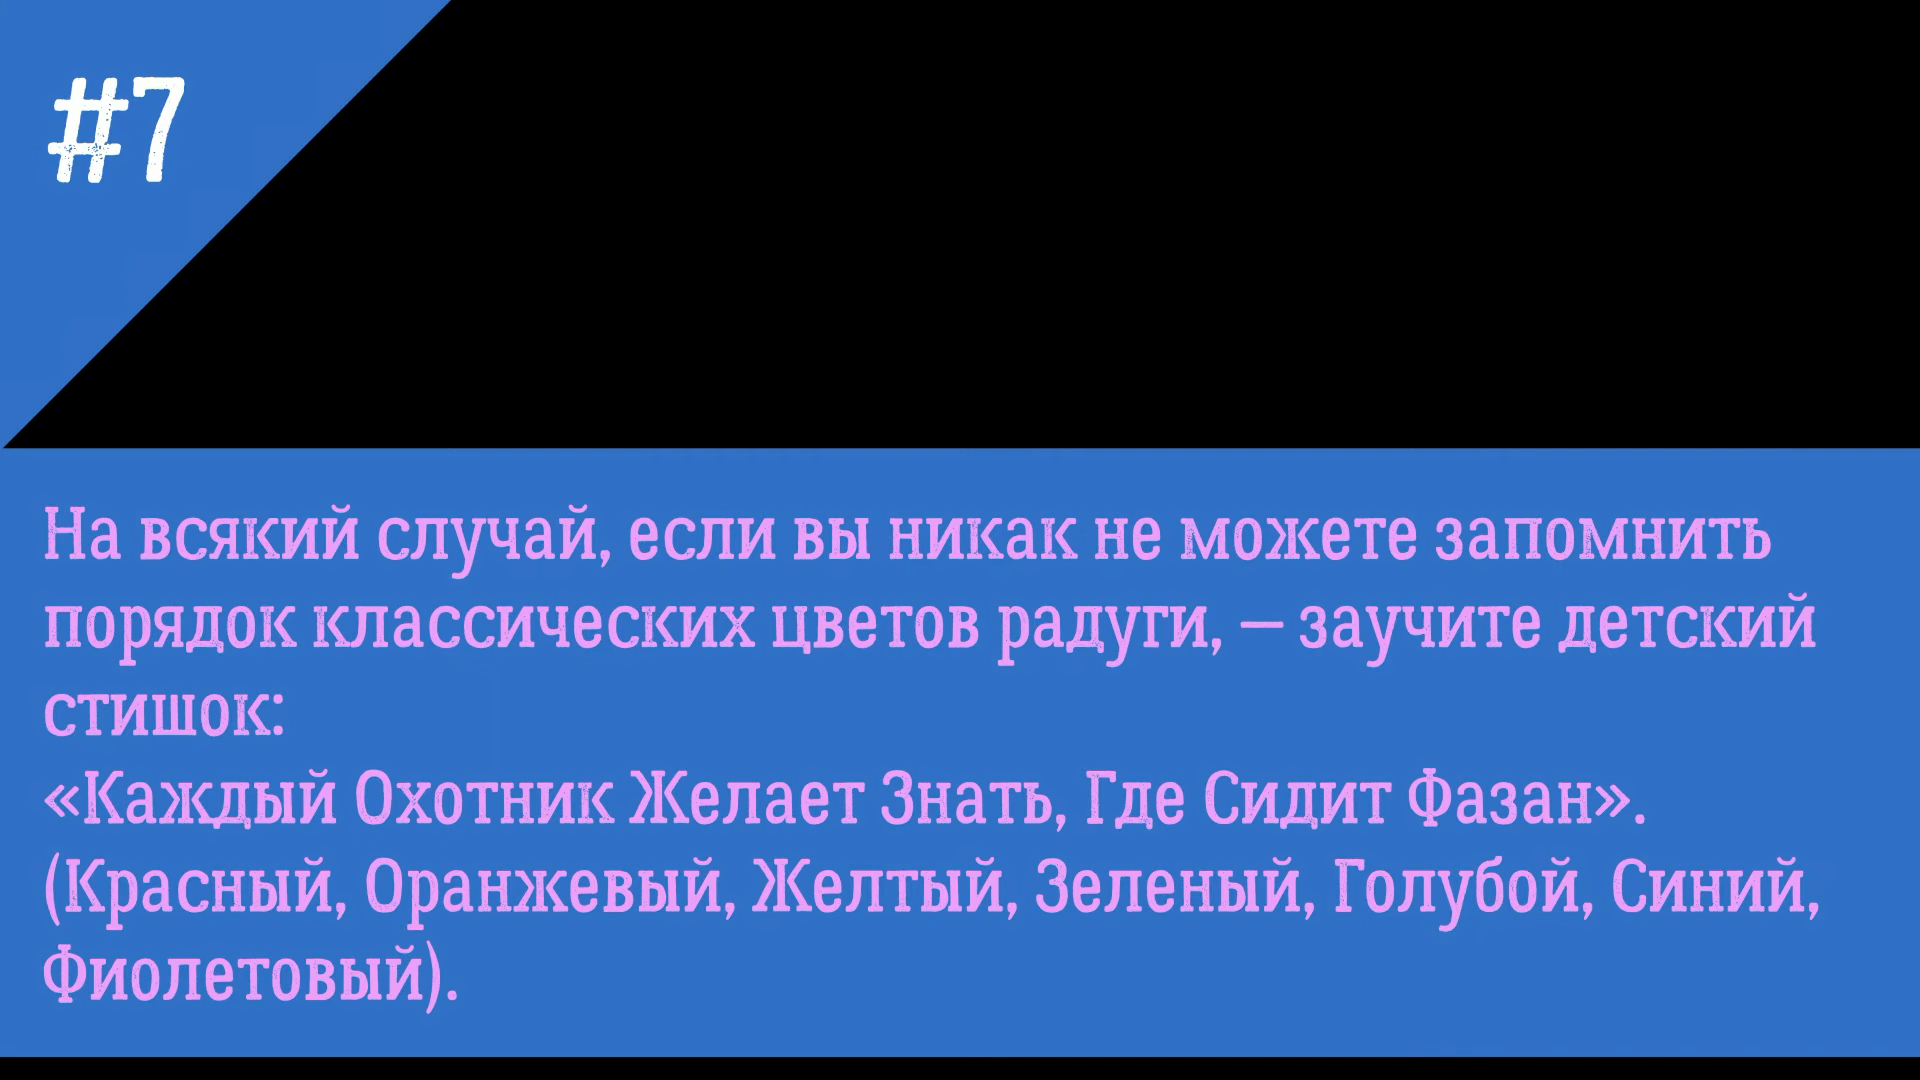 #7
На всякий случай, если вы никак не можете запомнить
порядок классических цветов радуги, — заучите детский
стишок:
«Каждый Охотник Желает Знать, Где Сидит Фазан».
(Красный, Оранжевый, Желтый, Зеленый, Голубой, Синий,
Фиолетовый).